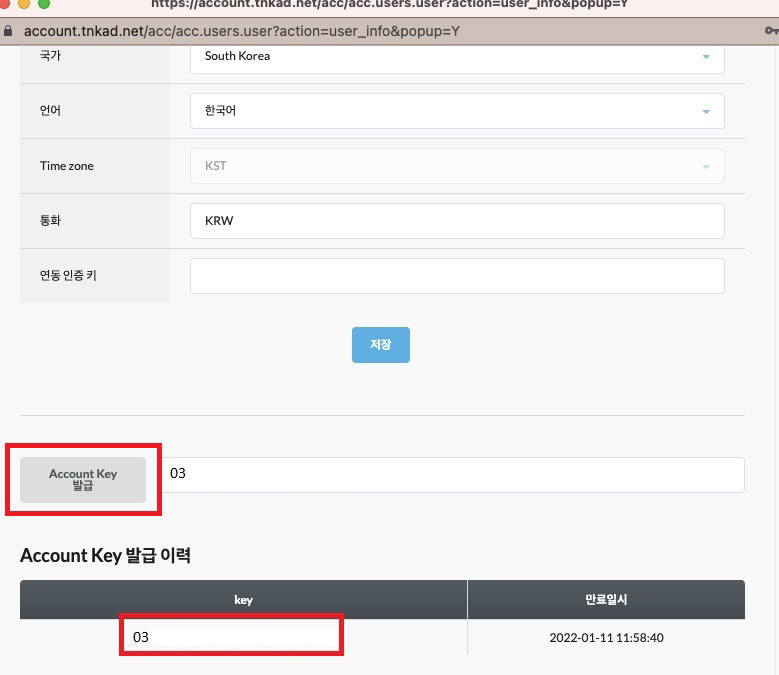 https://account.tnkad.net/acc/acc.users.user?action=user_info&popup=Y
account.tnkad.net/acc/acc.users.user?action=user_info&popup=Y
국가
South Korea
언어
한국어
Time zone
KST
통화
KRW
연동 인증 키
저장
Account Key
발급
03
Account Key 발급 이력
key
만료일시
03
2022-01-11 11:58:40